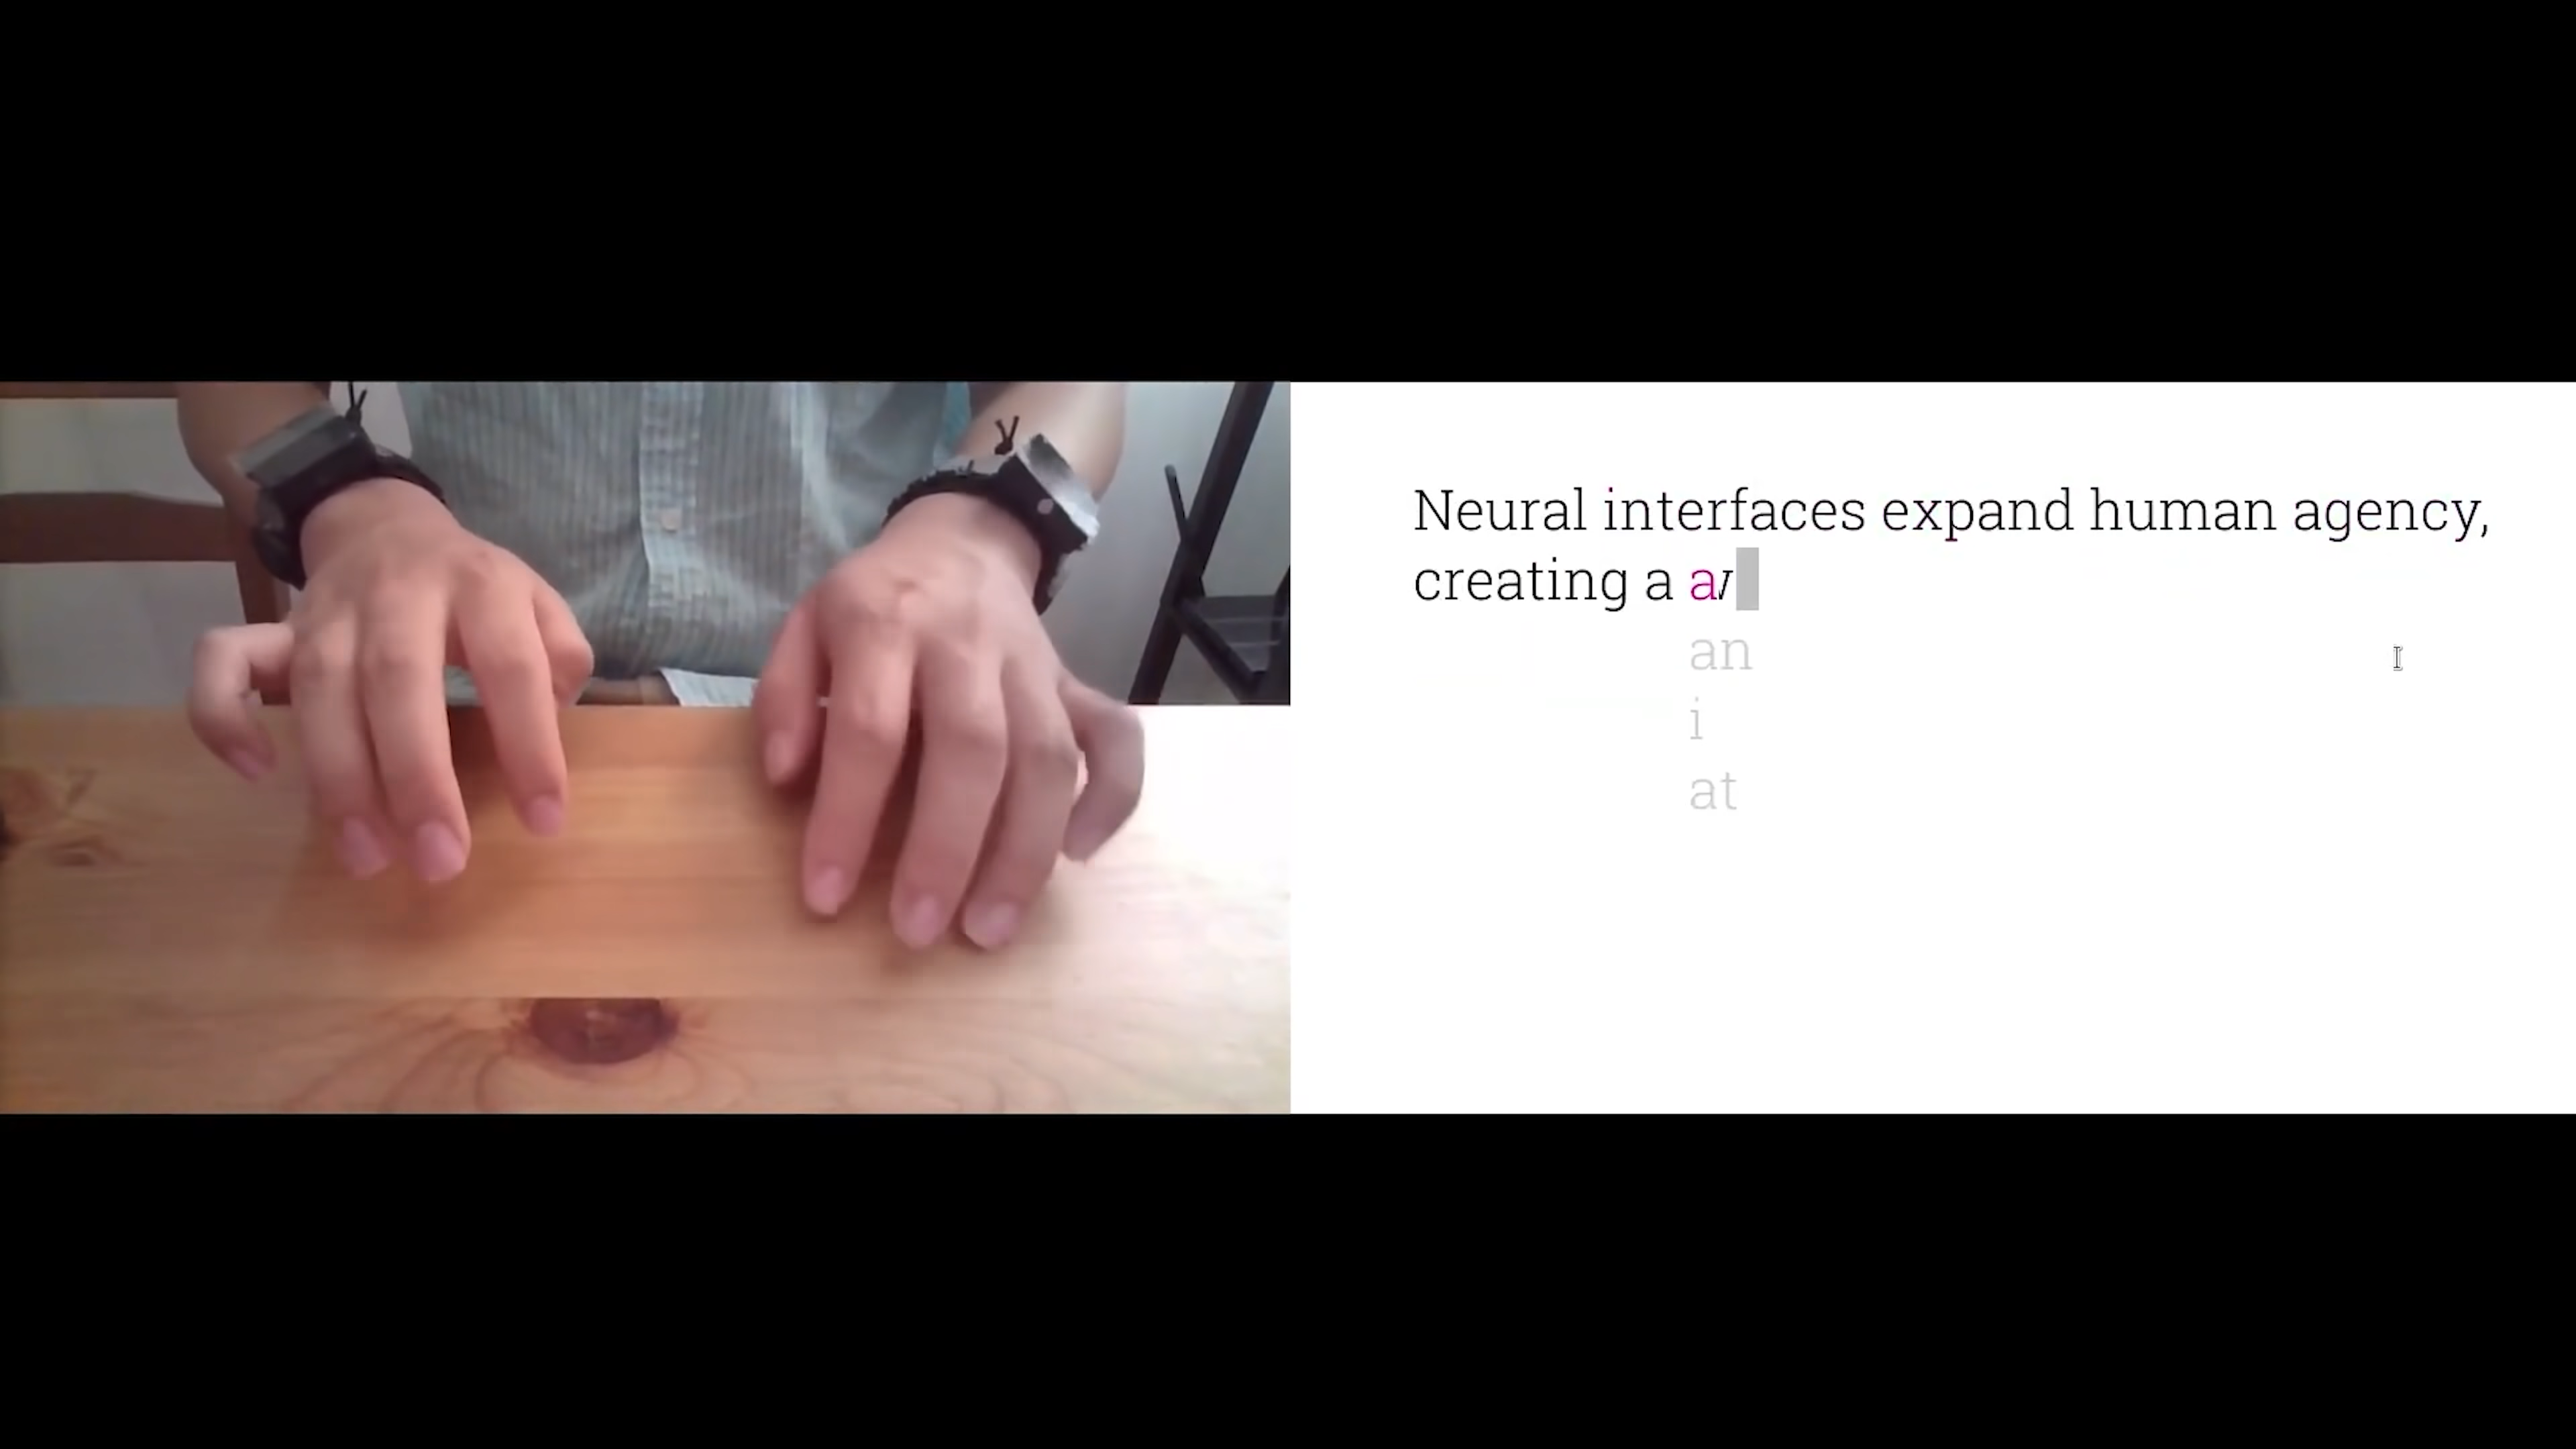 Neural interfaces expand human agency,
creating a a
an
i
at